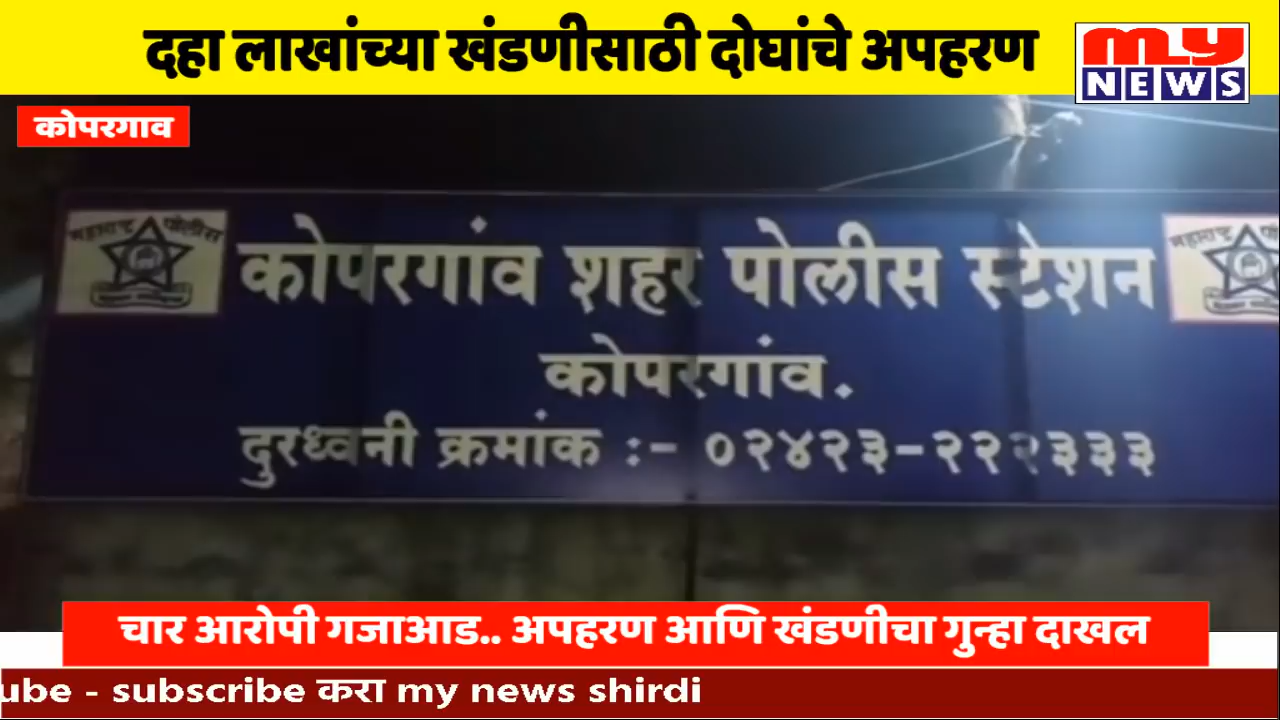 दहा लाखांच्या खंडणीसाठी दोघांचे अपहरण
my
NEWS
कोपरगाव
महाराष्ट्र पोलीस
कोपरगांव शहर पोलीस स्टेशन
कोपरगांव.
दुरध्वनी क्रमांक :- ०२४२३-२२२३३३
चार आरोपी गजाआड.. अपहरण आणि खंडणीचा गुन्हा दाखल
ube - subscribe करा my news shirdi